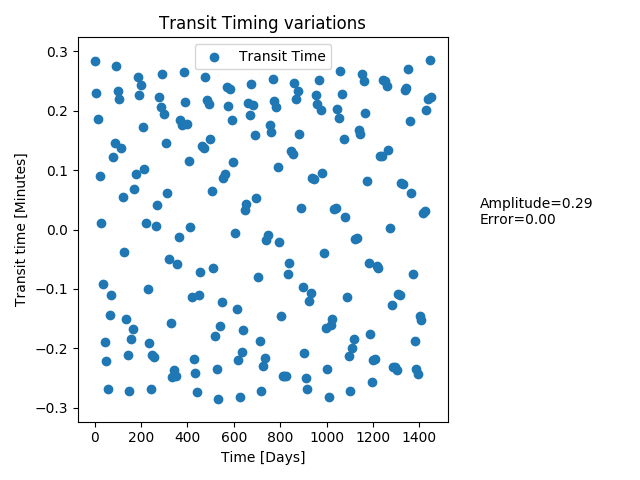 Transit Timing variations
Transit Time
Transit time [Minutes]
0.3
0.2
0.1
0.0
−0.1
−0.2
−0.3
0
200
400
600
800
1000
1200
1400
Time [Days]
Amplitude=0.29
Error=0.00